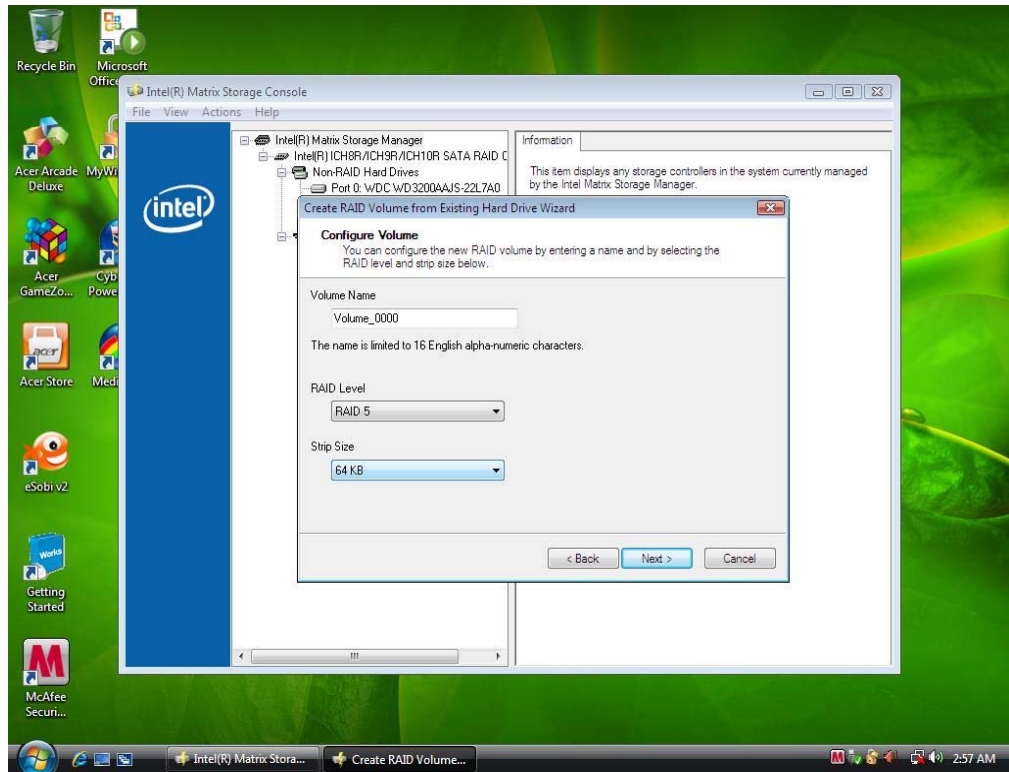 Recycle Bin
Microsoft
Office
Acer Arcade
Deluxe
MyWi
Acer
GameZo...
Cyb
Powe
Acer Store
Medi
eSobi v2
Works
Getting
Started
McAfee
Securi...
acer
Intel(R) Matrix Storage Console
File View Actions Help
intel
Intel(R) Matrix Storage Manager
Intel(R) ICH8R/ICH9R/ICH10R SATA RAID C
Non-RAID Hard Drives
Port 0: WDC WD3200AAJS-22L7A0
Information
This item displays any storage controllers in the system currently managed
by the Intel Matrix Storage Manager.
Create RAID Volume from Existing Hard Drive Wizard
Configure Volume
You can configure the new RAID volume by entering a name and by selecting the
RAID level and strip size below.
Volume Name
Volume_0000
The name is limited to 16 English alpha-numeric characters.
RAID Level
RAID 5
Strip Size
64 KB
< Back Next > Cancel
Intel(R) Matrix Stora...
Create RAID Volume...
2:57 AM